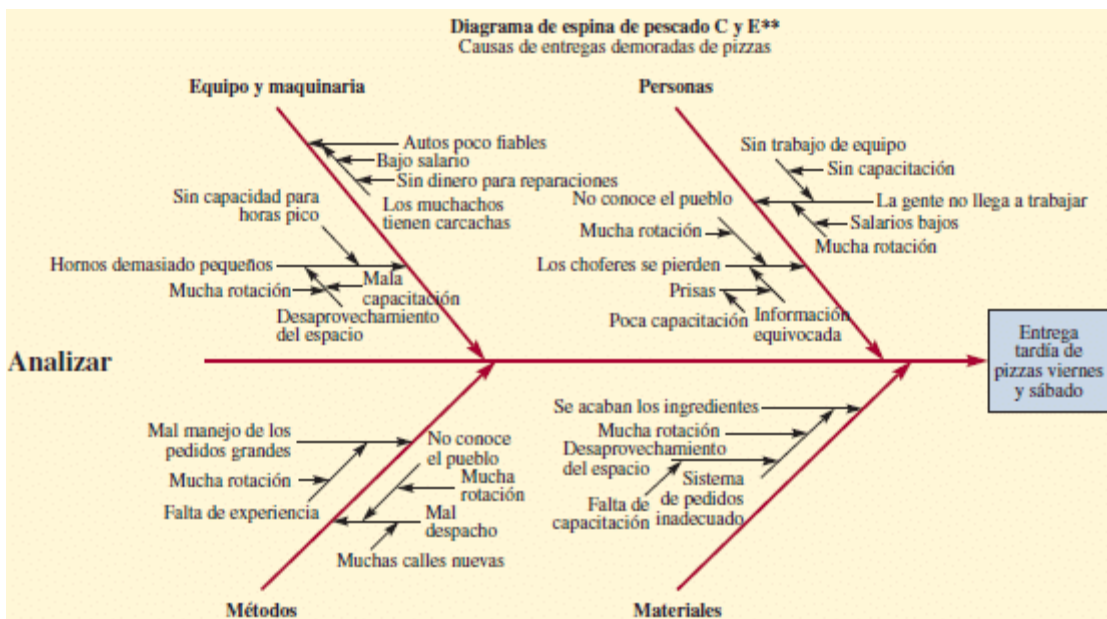 Diagrama de espina de pescado C y E**
Causas de entregas demoradas de pizzas
Equipo y maquinaria
Autos poco fiables
Bajo salario
Sin dinero para reparaciones
Los muchachos
tienen carcachas
Sin capacidad para
horas pico
Hornos demasiado pequeños
Mucha rotación
Mala
capacitación
Desaprovechamiento
del espacio
Personas
Sin trabajo de equipo
Sin capacitación
La gente no llega a trabajar
Salarios bajos
Mucha rotación
No conoce el pueblo
Mucha rotación
Los choferes se pierden
Prisas
Poca capacitación
Información
equivocada
Analizar
Entrega
tardía de
pizzas viernes
y sábado
Mal manejo de los
pedidos grandes
Mucha rotación
Falta de experiencia
No conoce
el pueblo
Mucha
rotación
Mal
despacho
Muchas calles nuevas
Métodos
Se acaban los ingredientes
Mucha rotación
Desaprovechamiento
del espacio
Falta de
capacitación
Sistema
de pedidos
inadecuado
Materiales